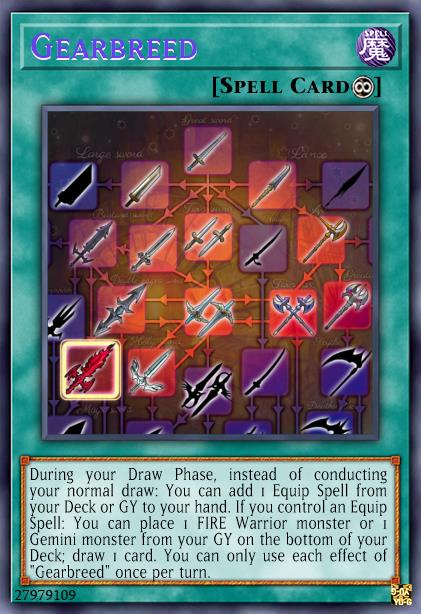 Gearbreed
SPELL
魔
[Spell Card]
Great sword
Large sword
Lance
During your Draw Phase, instead of conducting
your normal draw: You can add 1 Equip Spell from
your Deck or GY to your hand. If you control an Equip
Spell: You can place 1 FIRE Warrior monster or 1
Gemini monster from your GY on the bottom of your
Deck; draw 1 card. You can only use each effect of
"Gearbreed" once per turn.
27979109